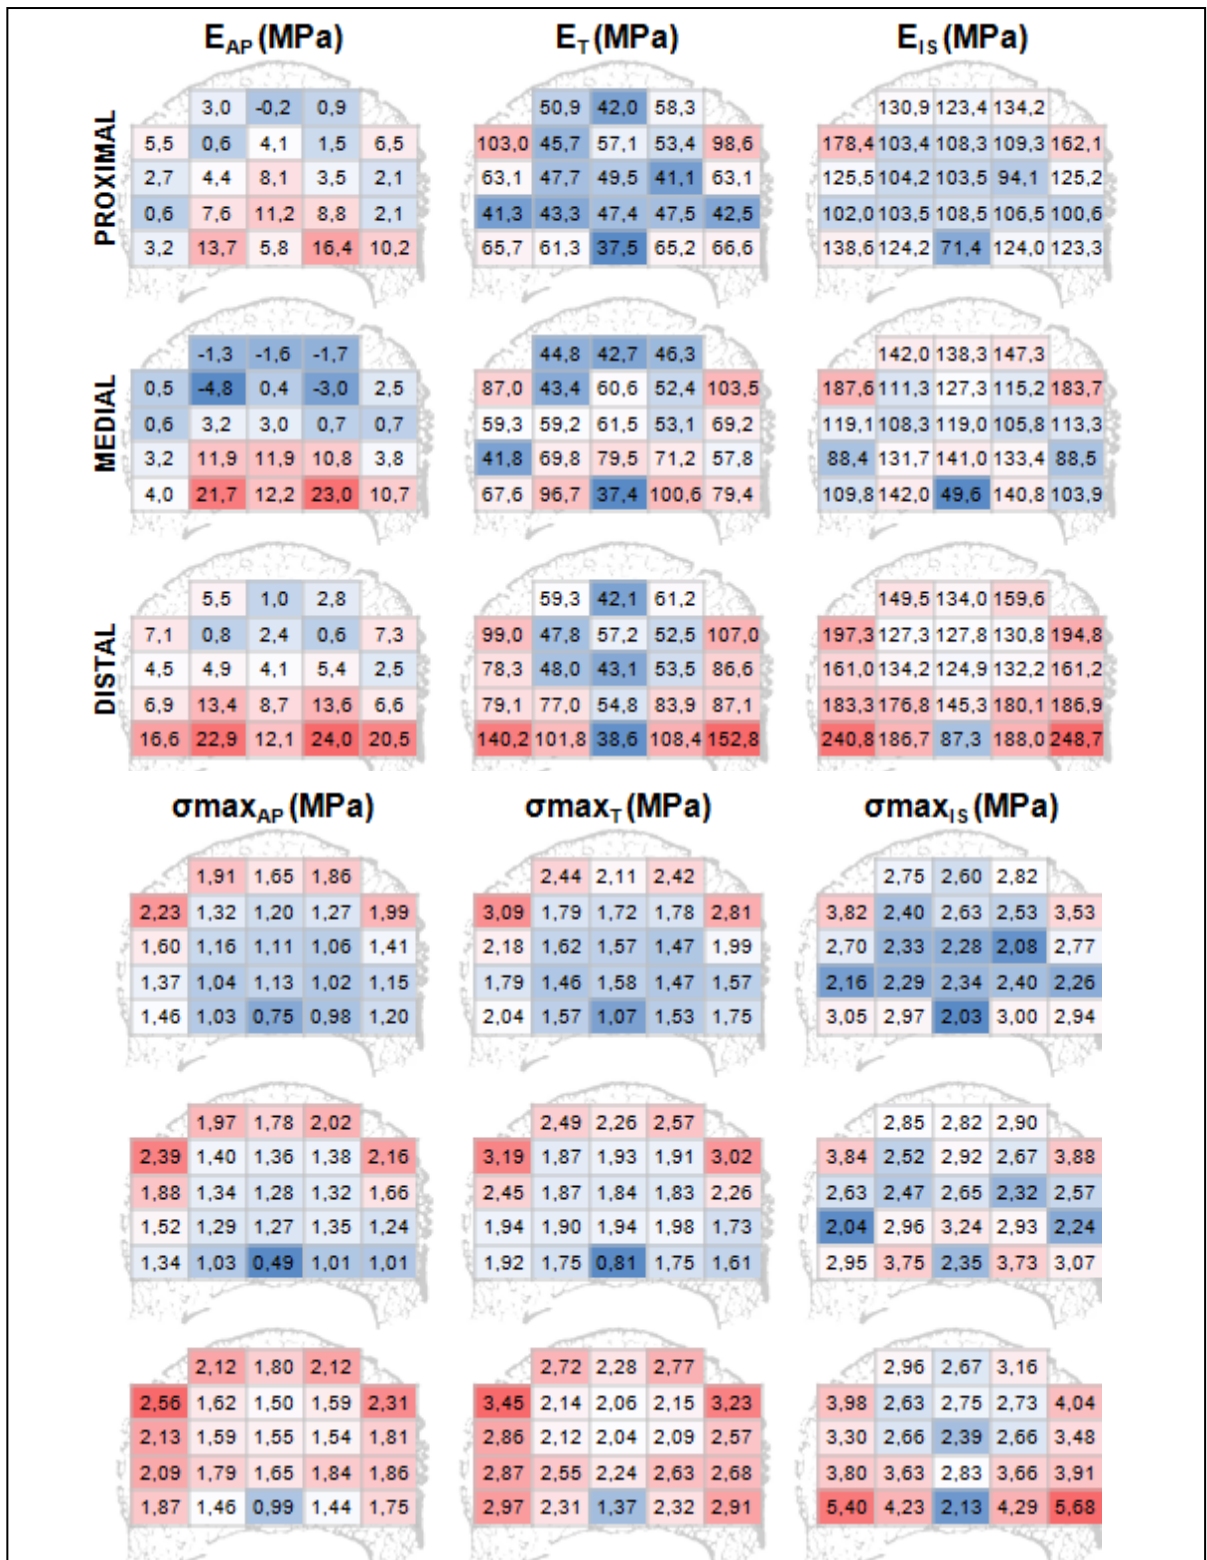 E_AP (MPa) E_T (MPa) E_IS (MPa)
PROXIMAL
3,0 -0,2 0,9 50,9 42,0 58,3 130,9 123,4 134,2
5,5 0,6 4,1 1,5 6,5 103,0 45,7 57,1 53,4 98,6 178,4 103,4 108,3 109,3 162,1
2,7 4,4 8,1 3,5 2,1 63,1 47,7 49,5 41,1 63,1 125,5 104,2 103,5 94,1 125,2
0,6 7,6 11,2 8,8 2,1 41,3 43,3 47,4 47,5 42,5 102,0 103,5 108,5 106,5 100,6
3,2 13,7 5,8 16,4 10,2 65,7 61,3 37,5 65,2 66,6 138,6 124,2 71,4 124,0 123,3
MEDIAL
-1,3 -1,6 -1,7 44,8 42,7 46,3 142,0 138,3 147,3
0,5 -4,8 0,4 -3,0 2,5 87,0 43,4 60,6 52,4 103,5 187,6 111,3 127,3 115,2 183,7
0,6 3,2 3,0 0,7 0,7 59,3 59,2 61,5 53,1 69,2 119,1 108,3 119,0 105,8 113,3
3,2 11,9 11,9 10,8 3,8 41,8 69,8 79,5 71,2 57,8 88,4 131,7 141,0 133,4 88,5
4,0 21,7 12,2 23,0 10,7 67,6 96,7 37,4 100,6 79,4 109,8 142,0 49,6 140,8 103,9
DISTAL
5,5 1,0 2,8 59,3 42,1 61,2 149,5 134,0 159,6
7,1 0,8 2,4 0,6 7,3 99,0 47,8 57,2 52,5 107,0 197,3 127,3 127,8 130,8 194,8
4,5 4,9 4,1 5,4 2,5 78,3 48,0 43,1 53,5 86,6 161,0 134,2 124,9 132,2 161,2
6,9 13,4 8,7 13,6 6,6 79,1 77,0 54,8 83,9 87,1 183,3 176,8 145,3 180,1 186,9
16,6 22,9 12,1 24,0 20,5 140,2 101,8 38,6 108,4 152,8 240,8 186,7 87,3 188,0 248,7
σmax_AP (MPa) σmax_T (MPa) σmax_IS (MPa)
1,91 1,65 1,86 2,44 2,11 2,42 2,75 2,60 2,82
2,23 1,32 1,20 1,27 1,99 3,09 1,79 1,72 1,78 2,81 3,82 2,40 2,63 2,53 3,53
1,60 1,16 1,11 1,06 1,41 2,18 1,62 1,57 1,47 1,99 2,70 2,33 2,28 2,08 2,77
1,37 1,04 1,13 1,02 1,15 1,79 1,46 1,58 1,47 1,57 2,16 2,29 2,34 2,40 2,26
1,46 1,03 0,75 0,98 1,20 2,04 1,57 1,07 1,53 1,75 3,05 2,97 2,03 3,00 2,94
1,97 1,78 2,02 2,49 2,26 2,57 2,85 2,82 2,90
2,39 1,40 1,36 1,38 2,16 3,19 1,87 1,93 1,91 3,02 3,84 2,52 2,92 2,67 3,88
1,88 1,34 1,28 1,32 1,66 2,45 1,87 1,84 1,83 2,26 2,63 2,47 2,65 2,32 2,57
1,52 1,29 1,27 1,35 1,24 1,94 1,90 1,94 1,98 1,73 2,04 2,96 3,24 2,93 2,24
1,34 1,03 0,49 1,01 1,01 1,92 1,75 0,81 1,75 1,61 2,95 3,75 2,35 3,73 3,07
2,12 1,80 2,12 2,72 2,28 2,77 2,96 2,67 3,16
2,56 1,62 1,50 1,59 2,31 3,45 2,14 2,06 2,15 3,23 3,98 2,63 2,75 2,73 4,04
2,13 1,59 1,55 1,54 1,81 2,86 2,12 2,04 2,09 2,57 3,30 2,66 2,39 2,66 3,48
2,09 1,79 1,65 1,84 1,86 2,87 2,55 2,24 2,63 2,68 3,80 3,63 2,83 3,66 3,91
1,87 1,46 0,99 1,44 1,75 2,97 2,31 1,37 2,32 2,91 5,40 4,23 2,13 4,29 5,68